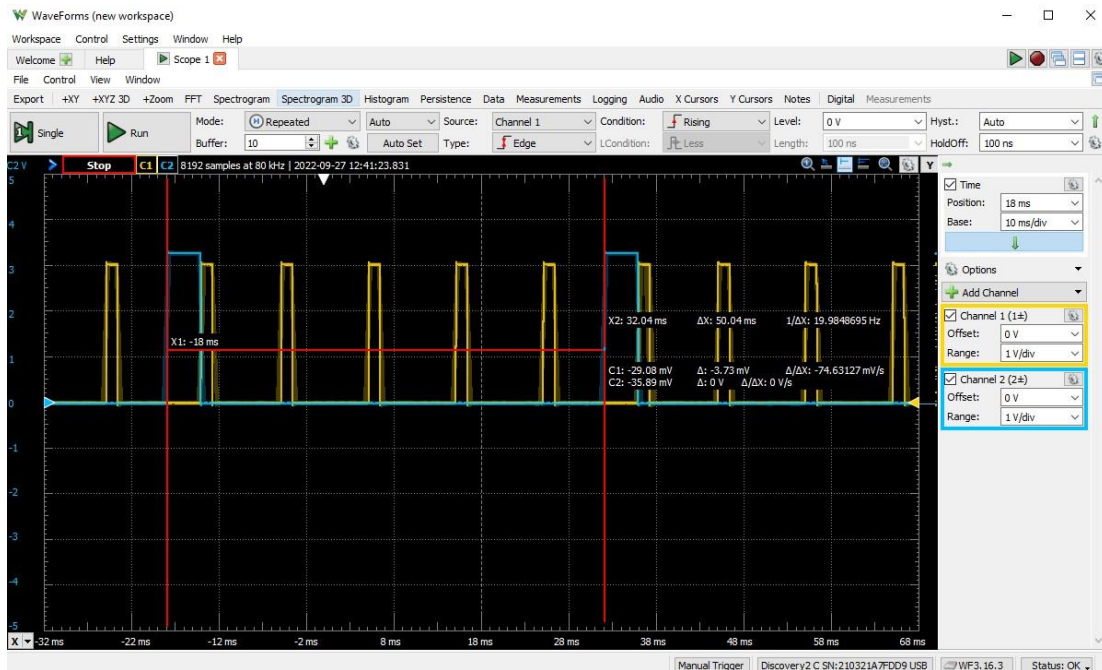 WaveForms (new workspace)
Workspace Control Settings Window Help
Welcome Help Scope 1
File Control View Window
Export +XY +XYZ 3D +Zoom FFT Spectrogram Spectrogram 3D Histogram Persistence Data Measurements Logging Audio X Cursors Y Cursors Notes Digital Measurements
Single Run Mode: Repeated Auto Source: Channel 1 Condition: Rising Level: 0 V Hyst.: Auto
Buffer: 10 Auto Set Type: Edge LCondition: Less Length: 100 ns HoldOff: 100 ns
C2 V Stop C1 C2 8192 samples at 80 kHz | 2022-09-27 12:41:23.831 Y
5
4
3
2
1
0
-1
-2
-3
-4
-5
X1: -18 ms
X2: 32.04 ms ΔX: 50.04 ms 1/ΔX: 19.9848695 Hz
C1: -29.08 mV Δ: -3.73 mV Δ/ΔX: -74.63127 mV/s
C2: -35.89 mV Δ: 0 V Δ/ΔX: 0 V/s
X -32 ms -22 ms -12 ms -2 ms 8 ms 18 ms 28 ms 38 ms 48 ms 58 ms 68 ms
Time
Position: 18 ms
Base: 10 ms/div
Options
Add Channel
Channel 1 (1±)
Offset: 0 V
Range: 1 V/div
Channel 2 (2±)
Offset: 0 V
Range: 1 V/div
Manual Trigger Discovery2 C SN:210321A7FDD9 USB WF3.16.3 Status: OK